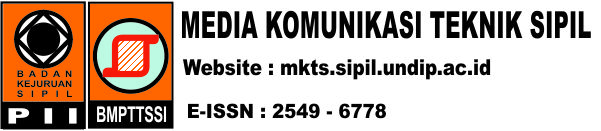 BADAN
KEJURUAN
SIPIL
PII
BMPTTSSI
MEDIA KOMUNIKASI TEKNIK SIPIL
Website : mkts.sipil.undip.ac.id
E-ISSN : 2549 - 6778